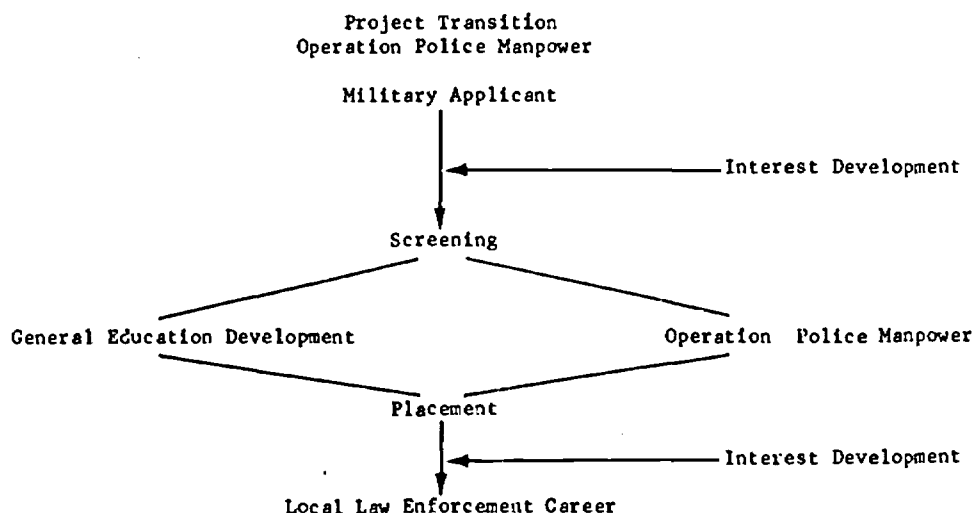 Project Transition
Operation Police Manpower
Military Applicant
Interest Development
Screening
General Education Development
Operation Police Manpower
Placement
Interest Development
Local Law Enforcement Career